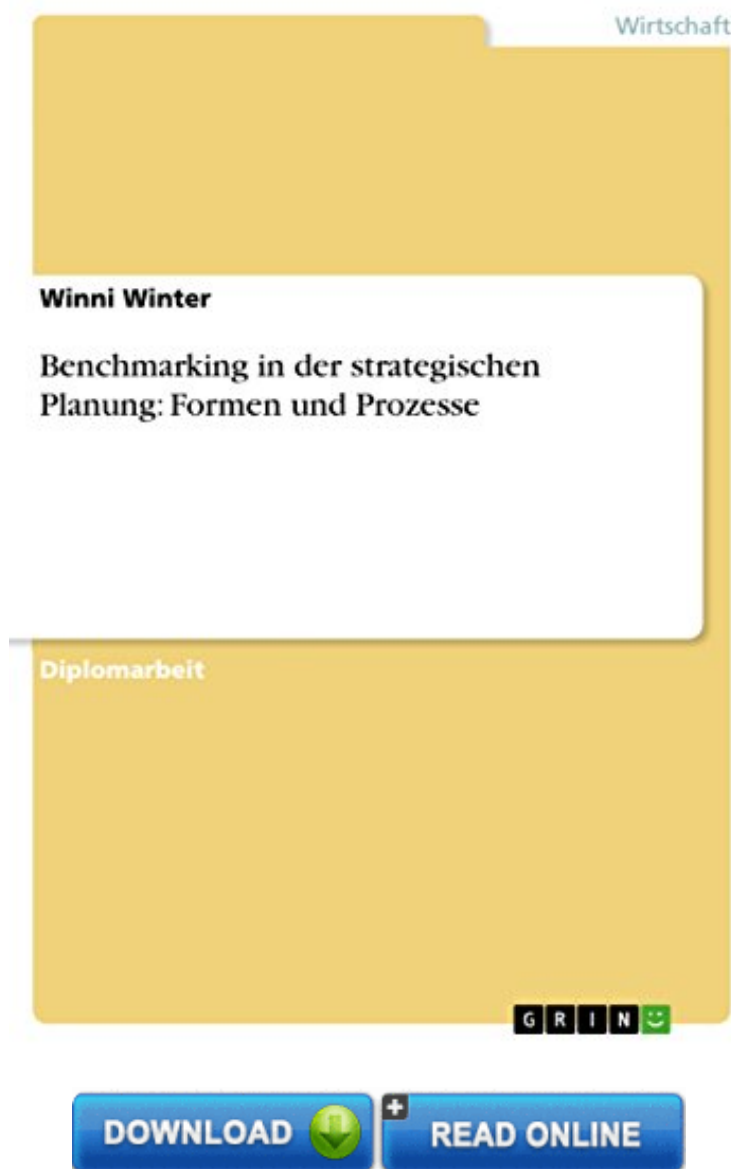 Wirtschaft
Winni Winter
Benchmarking in der strategischen
Planung: Formen und Prozesse
Diplomarbeit
GRIN
DOWNLOAD
READ ONLINE